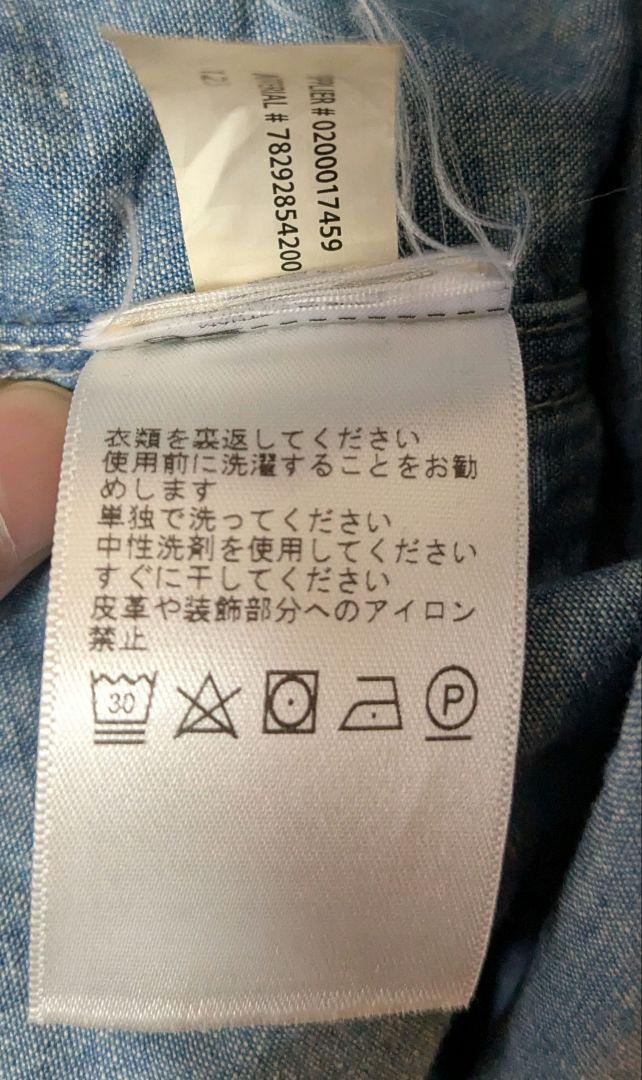 PPLIER # 0200017459
# 78292854200
衣類を裏返してください
使用前に洗濯することをお勧
めします
単独で洗ってください
中性洗剤を使用してください
すぐに干してください
皮革や装飾部分へのアイロン
禁止
30
P